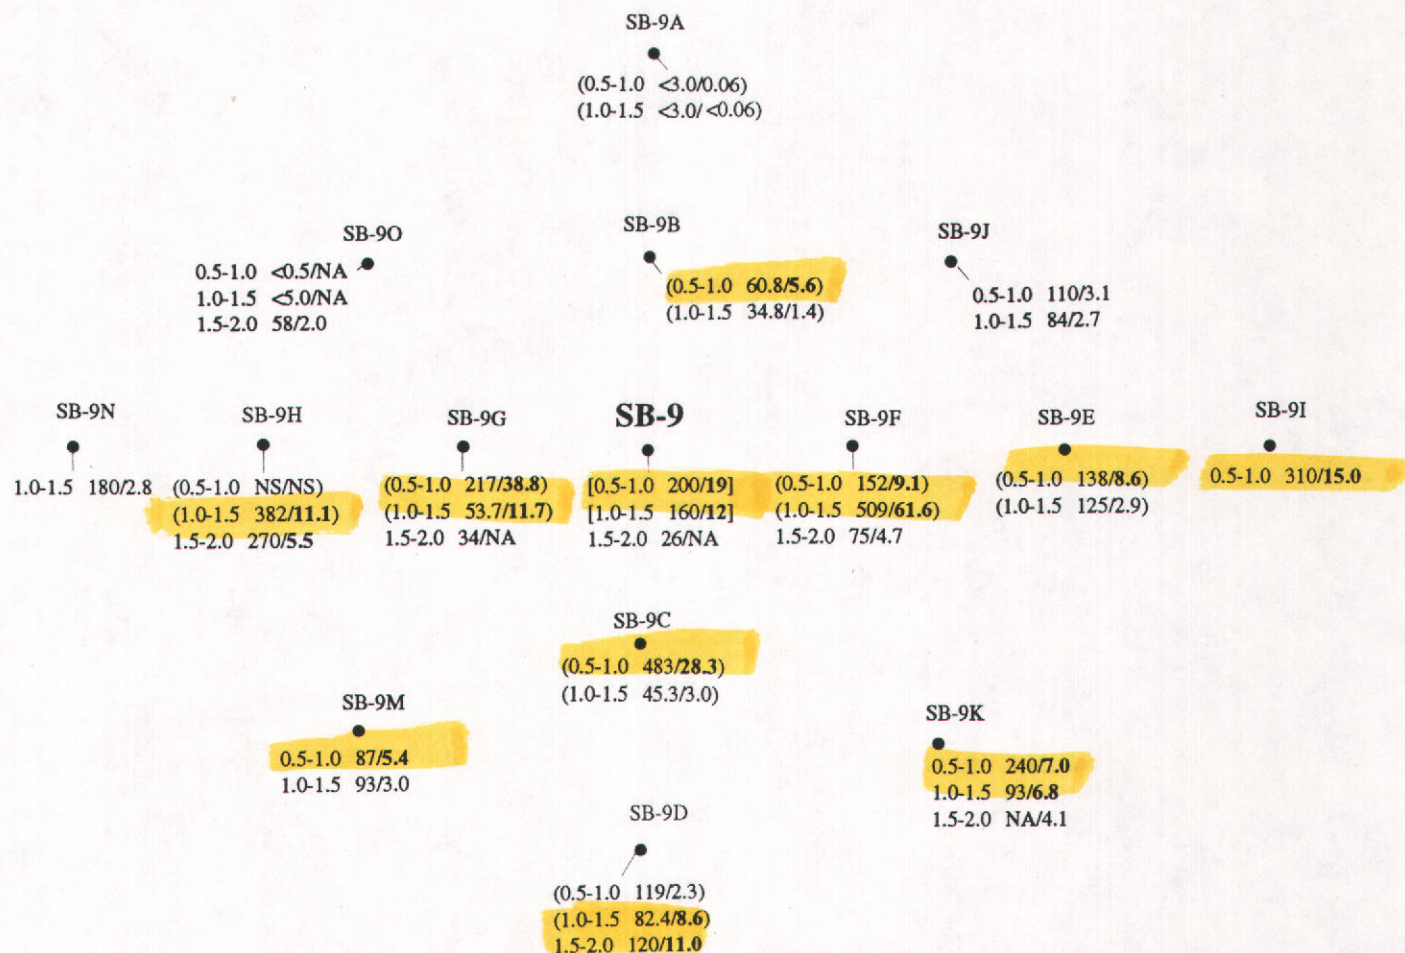 SB-9A
(0.5-1.0 <3.0/0.06)
(1.0-1.5 <3.0/<0.06)
SB-9O
0.5-1.0 <0.5/NA
1.0-1.5 <5.0/NA
1.5-2.0 58/2.0
SB-9B
(0.5-1.0 60.8/5.6)
(1.0-1.5 34.8/1.4)
SB-9J
0.5-1.0 110/3.1
1.0-1.5 84/2.7
SB-9N
1.0-1.5 180/2.8
SB-9H
(0.5-1.0 NS/NS)
(1.0-1.5 382/11.1)
1.5-2.0 270/5.5
SB-9G
(0.5-1.0 217/38.8)
(1.0-1.5 53.7/11.7)
1.5-2.0 34/NA
SB-9
[0.5-1.0 200/19]
[1.0-1.5 160/12]
1.5-2.0 26/NA
SB-9F
(0.5-1.0 152/9.1)
(1.0-1.5 509/61.6)
1.5-2.0 75/4.7
SB-9E
(0.5-1.0 138/8.6)
(1.0-1.5 125/2.9)
SB-9I
0.5-1.0 310/15.0
SB-9C
(0.5-1.0 483/28.3)
(1.0-1.5 45.3/3.0)
SB-9M
0.5-1.0 87/5.4
1.0-1.5 93/3.0
SB-9K
0.5-1.0 240/7.0
1.0-1.5 93/6.8
1.5-2.0 NA/4.1
SB-9D
(0.5-1.0 119/2.3)
(1.0-1.5 82.4/8.6)
1.5-2.0 120/11.0